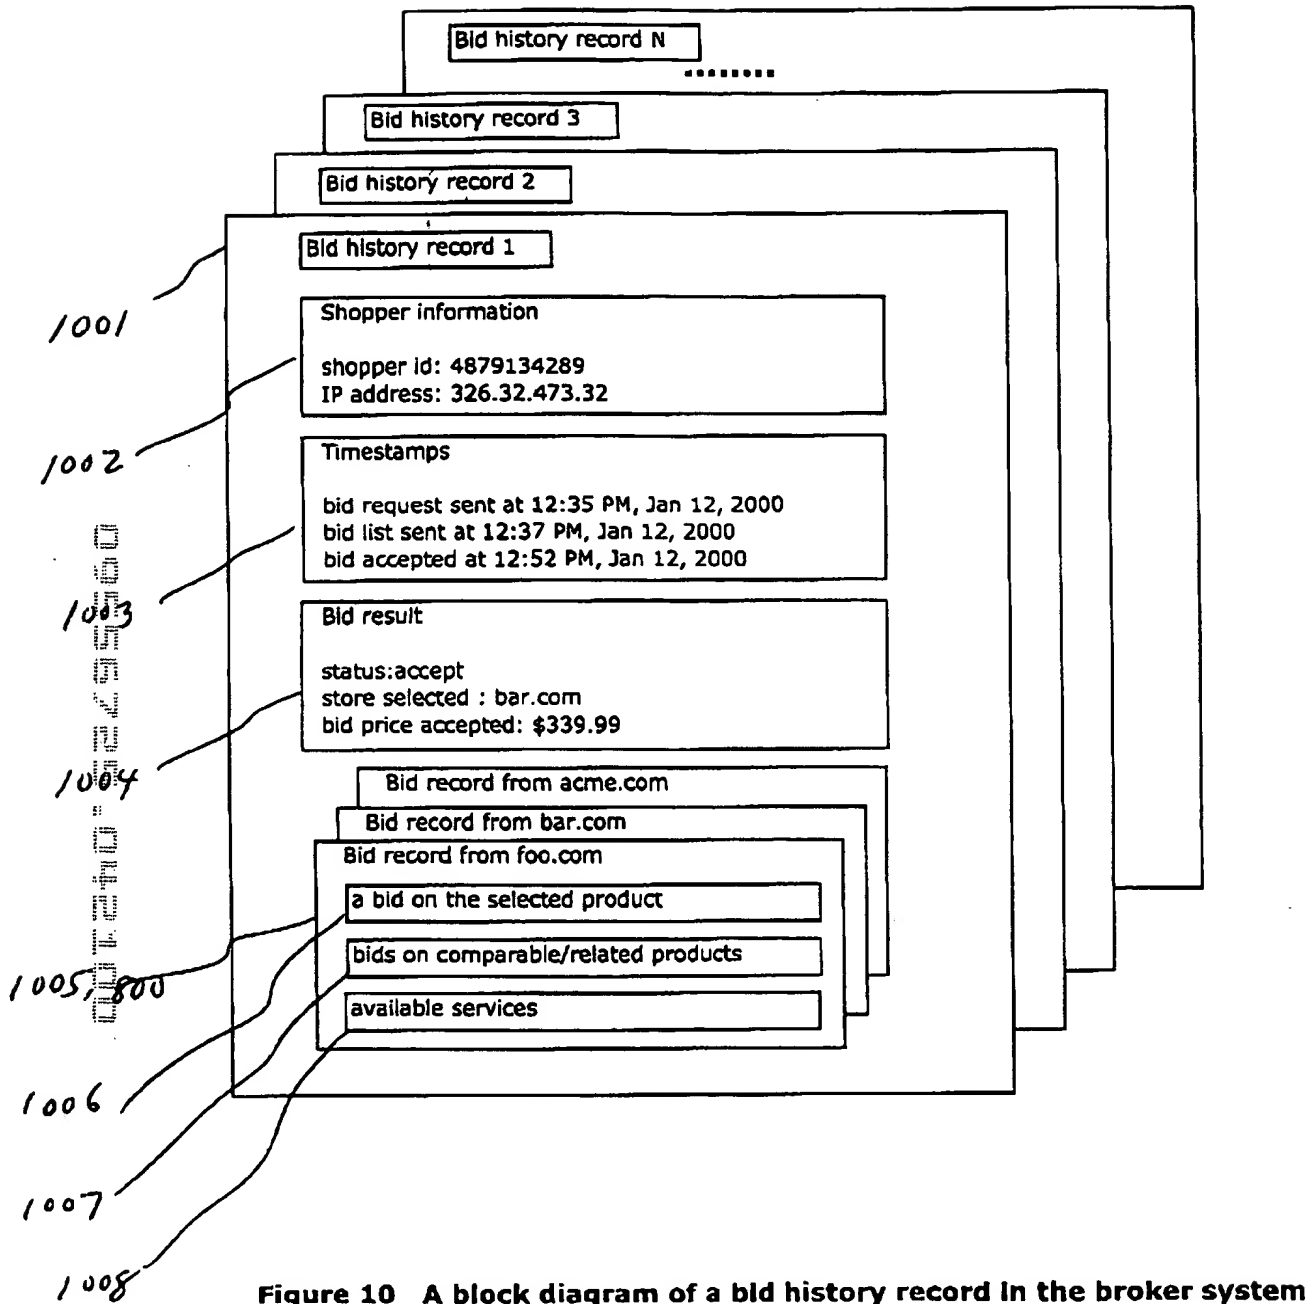 Bid history record N
........
Bid history record 3
Bid history record 2
Bid history record 1
1001
Shopper information
shopper id: 4879134289
IP address: 326.32.473.32
1002
Timestamps
bid request sent at 12:35 PM, Jan 12, 2000
bid list sent at 12:37 PM, Jan 12, 2000
bid accepted at 12:52 PM, Jan 12, 2000
1003
Bid result
status:accept
store selected : bar.com
bid price accepted: $339.99
1004
Bid record from acme.com
Bid record from bar.com
Bid record from foo.com
a bid on the selected product
bids on comparable/related products
1005, 800
available services
1006
1007
1008
Figure 10 A block diagram of a bid history record in the broker system